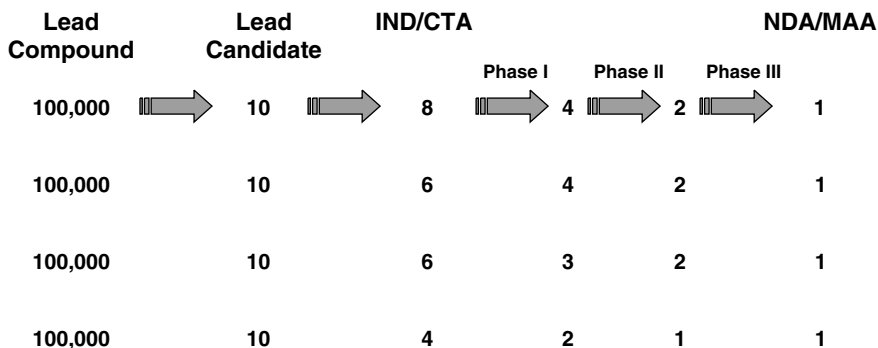 Lead Lead IND/CTA NDA/MAA
Compound Candidate
Phase I Phase II Phase III
100,000 10 8 4 2 1
100,000 10 6 4 2 1
100,000 10 6 3 2 1
100,000 10 4 2 1 1